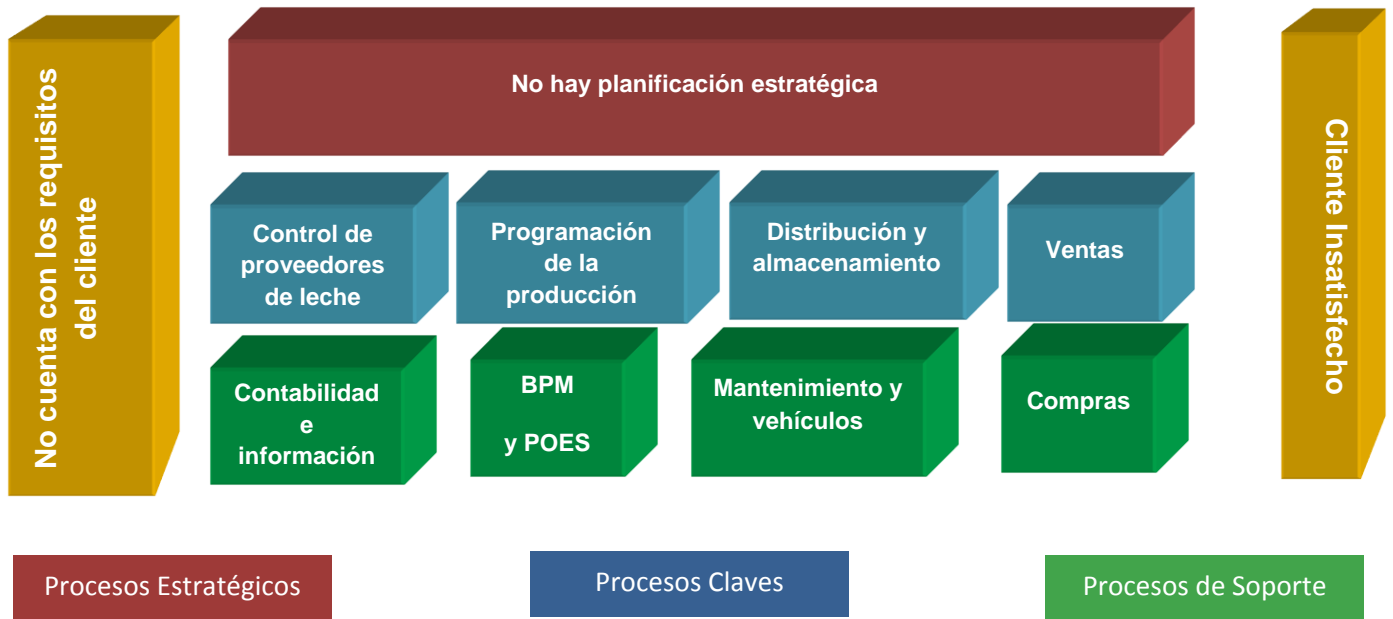 No cuenta con los requisitos
del cliente
No hay planificación estratégica
Control de
proveedores
de leche
Programación
de la
producción
Distribución y
almacenamiento
Ventas
Contabilidad
e
información
BPM
y POES
Mantenimiento y
vehículos
Compras
Cliente Insatisfecho
Procesos Estratégicos
Procesos Claves
Procesos de Soporte